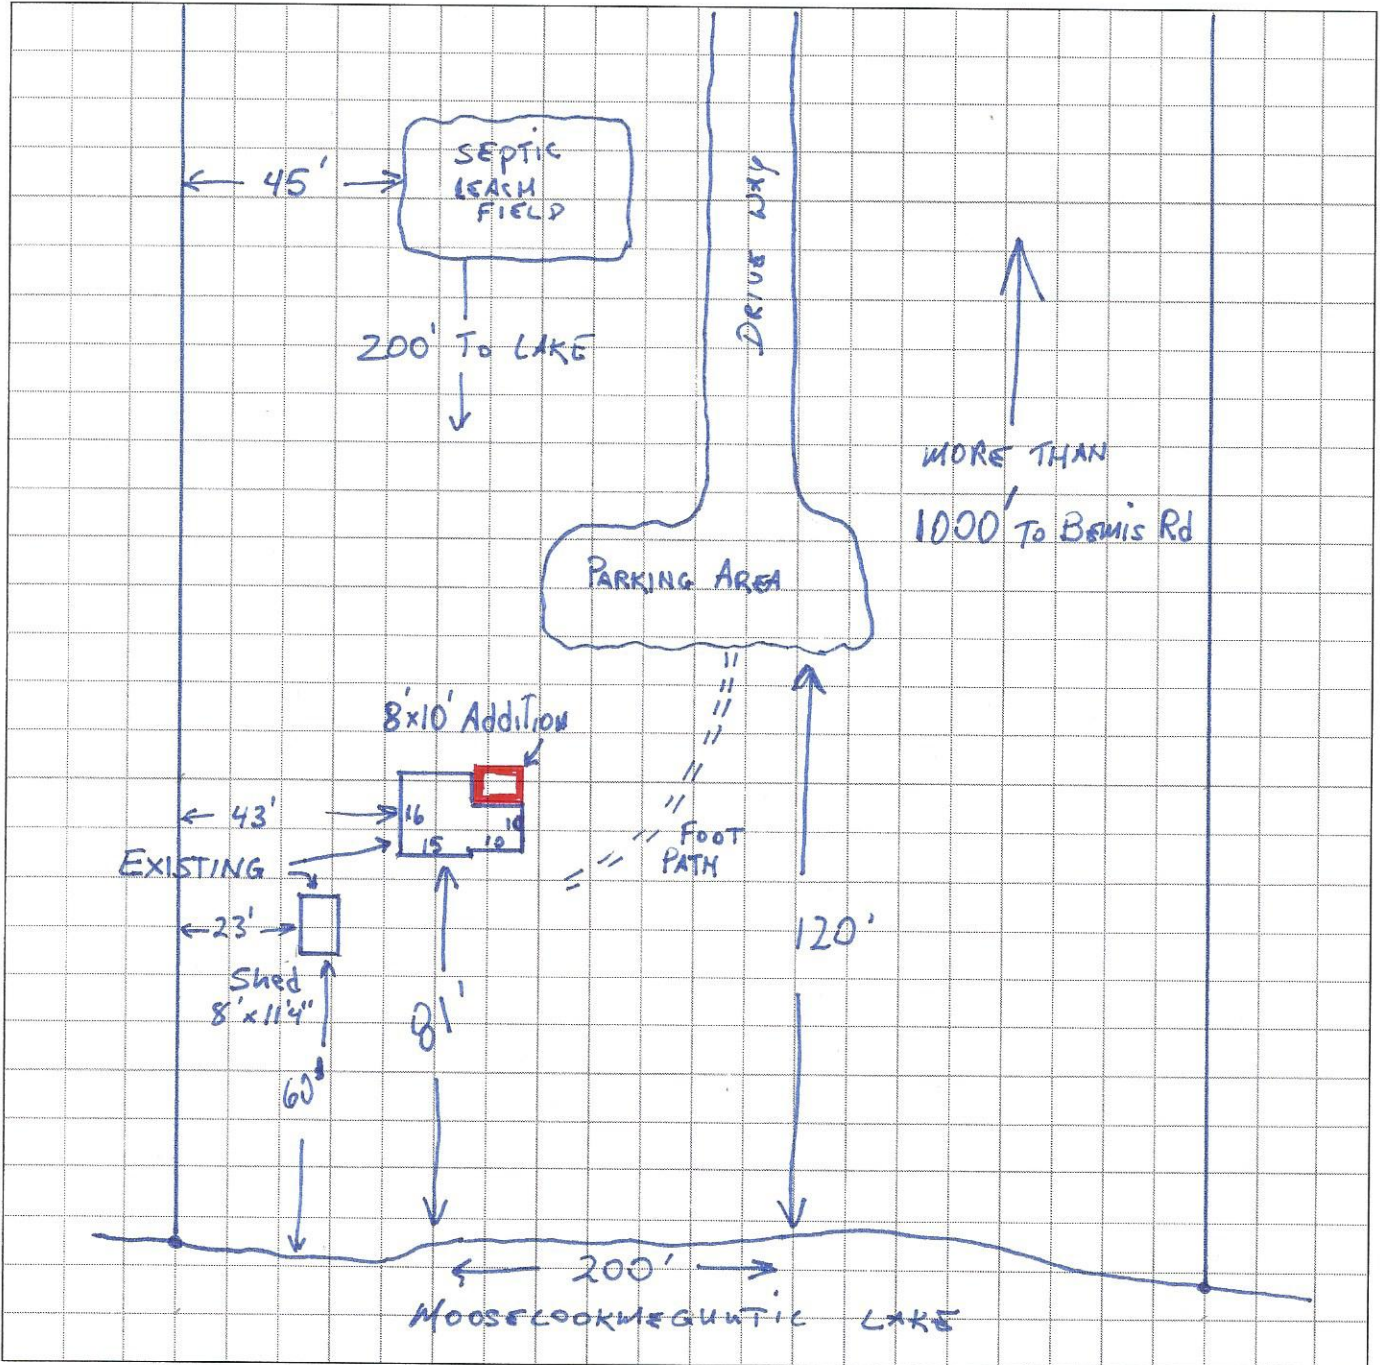 SEPTIC
LEACH
FIELD
45'
DRIVE WAY
200' To LAKE
MORE THAN
1000' To Bemis Rd
PARKING AREA
8'x10' Addition
43'
16
15
10
10
EXISTING
FOOT
PATH
23'
Shed
8'x11'4"
81'
120'
60'
200'
MOOSELOOKMEGUNTIC LAKE